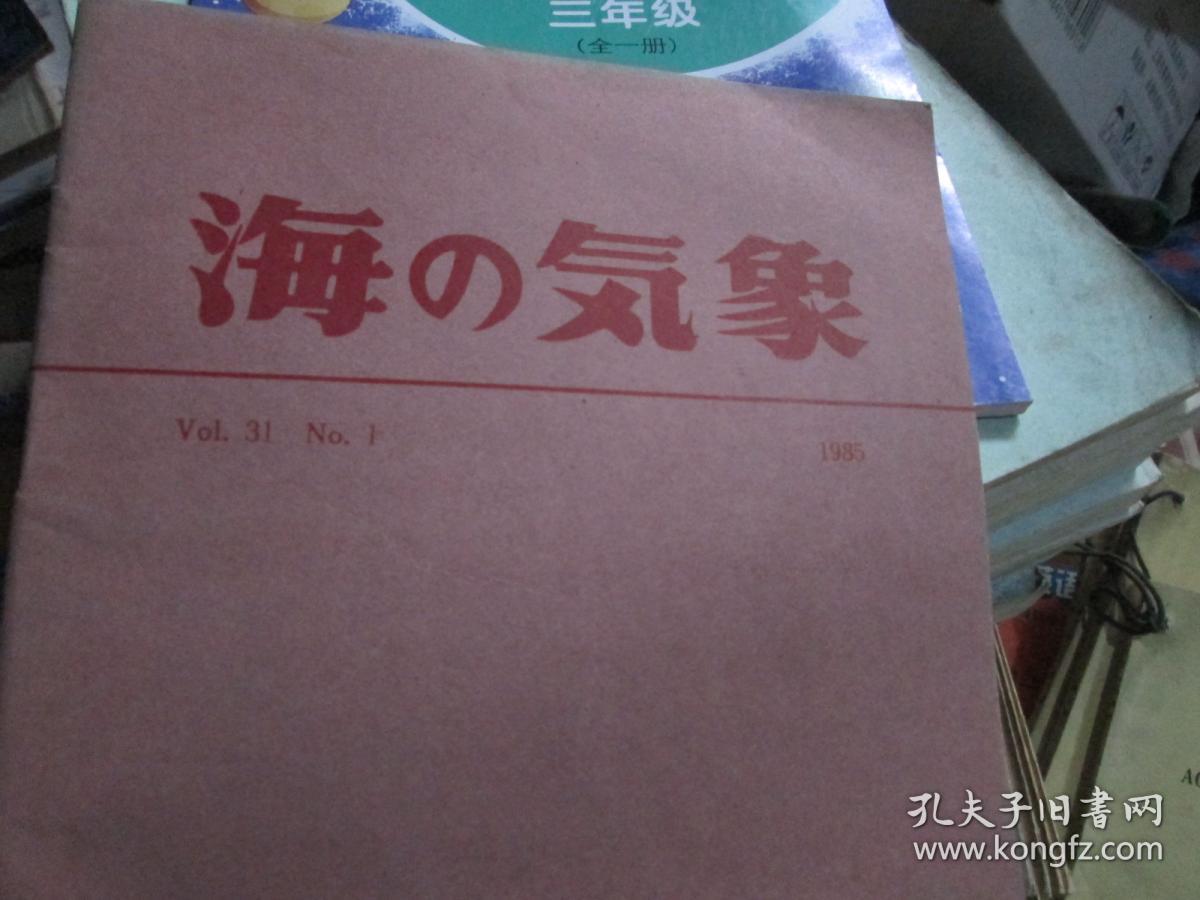 三年级
(全一册)
海の気象
Vol. 31 No. 1
1985
孔夫子旧书网
www.kongfz.com